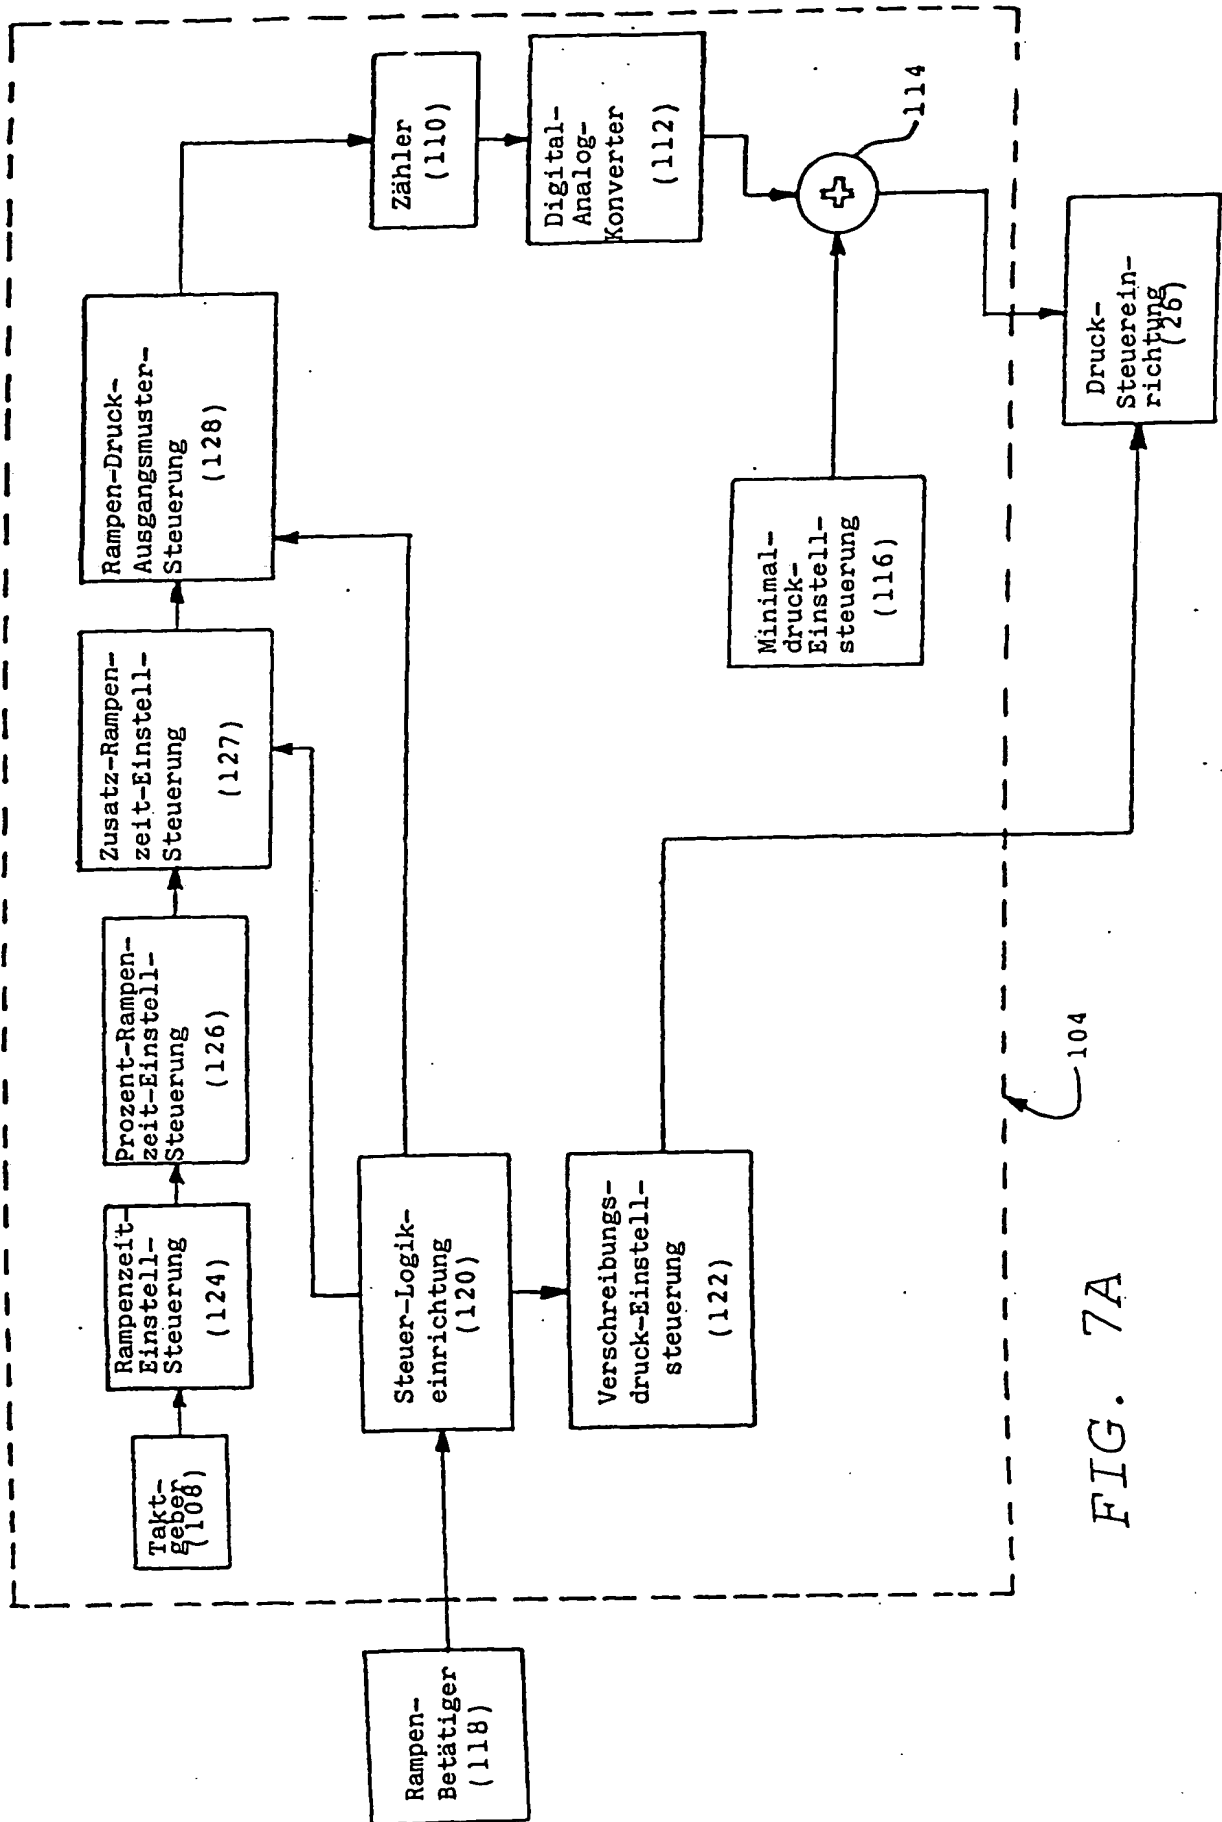 Takt-
geber
(108)
Rampenzeit-
Einstell-
Steuerung
(124)
Prozent-Rampen-
zeit-Einstell-
Steuerung
(126)
Zusatz-Rampen-
zeit-Einstell-
Steuerung
(127)
Rampen-Druck-
Ausgangsmuster-
Steuerung
(128)
Zähler
(110)
Digital-
Analog-
Konverter
(112)
114
Rampen-
Betätiger
(118)
Steuer-Logik-
einrichtung
(120)
Verschreibungs-
druck-Einstell-
steuerung
(122)
Minimal-
druck-
Einstell-
steuerung
(116)
+
Druck-
Steuerein-
richtung
(26)
104
FIG. 7A